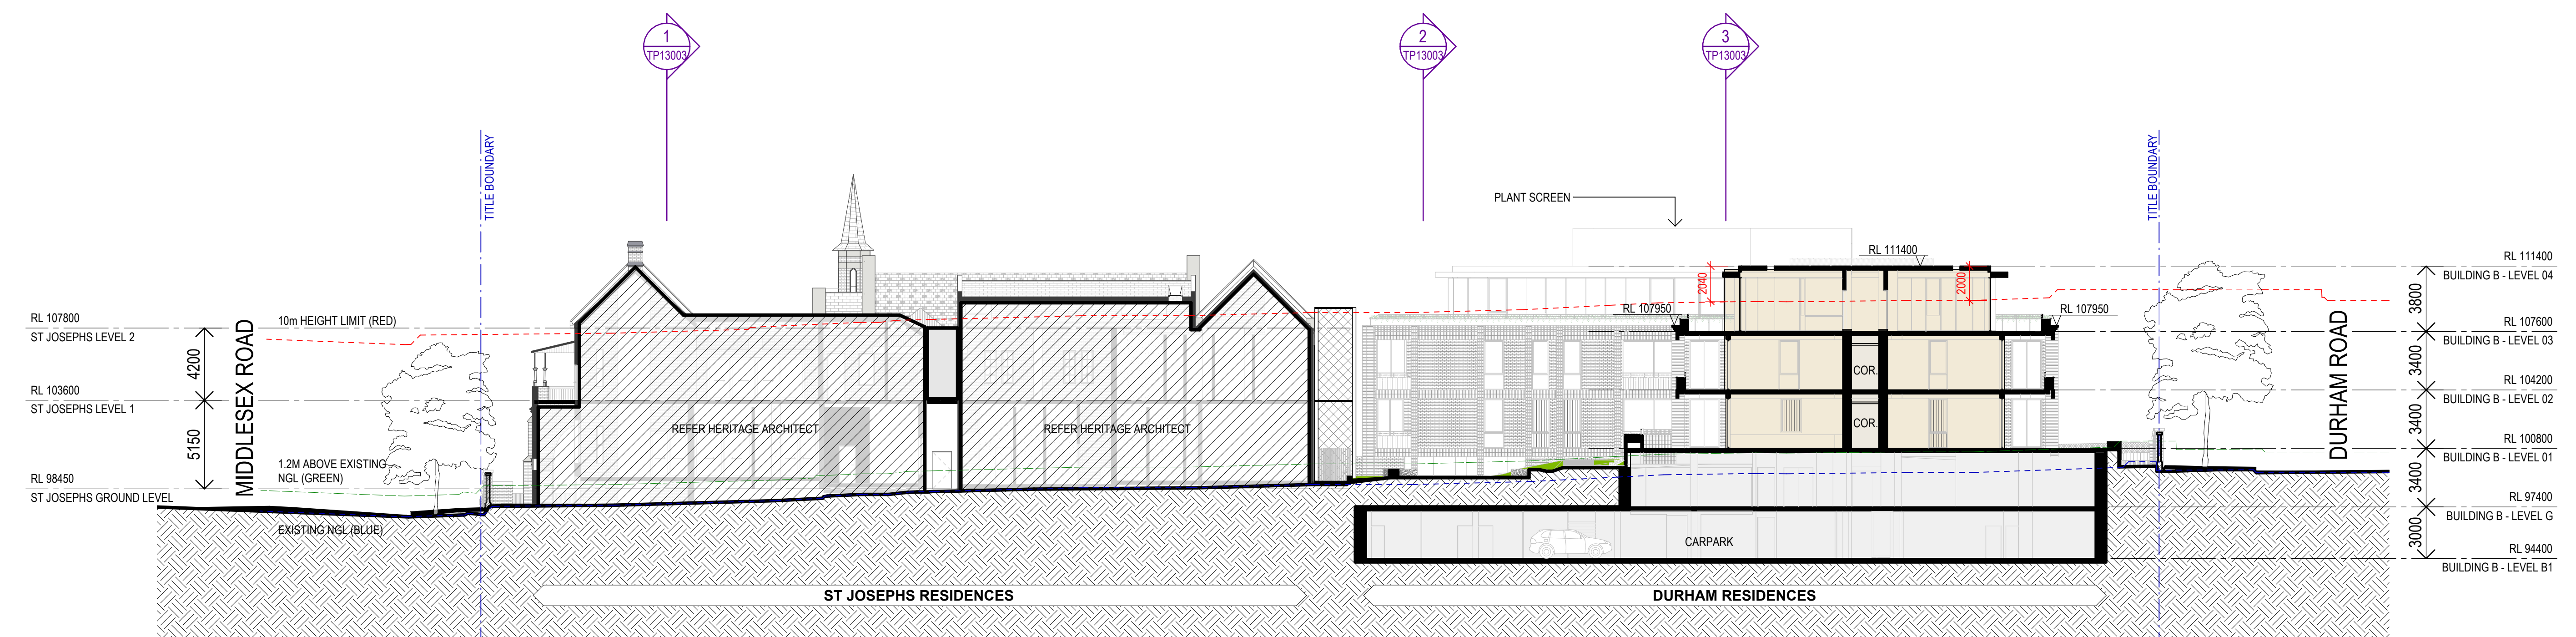 1
TP13003
2
TP13003
3
TP13003
TITLE BOUNDARY
TITLE BOUNDARY
PLANT SCREEN
RL 111400
2040
2000
RL 107950
RL 107950
10m HEIGHT LIMIT (RED)
RL 107800
ST JOSEPHS LEVEL 2
4200
RL 103600
ST JOSEPHS LEVEL 1
5150
RL 98450
ST JOSEPHS GROUND LEVEL
MIDDLESEX ROAD
1.2M ABOVE EXISTING
NGL (GREEN)
EXISTING NGL (BLUE)
REFER HERITAGE ARCHITECT
REFER HERITAGE ARCHITECT
COR.
COR.
CARPARK
ST JOSEPHS RESIDENCES
DURHAM RESIDENCES
DURHAM ROAD
RL 111400
BUILDING B - LEVEL 04
3800
RL 107600
BUILDING B - LEVEL 03
3400
RL 104200
BUILDING B - LEVEL 02
3400
RL 100800
BUILDING B - LEVEL 01
3400
RL 97400
BUILDING B - LEVEL G
3000
RL 94400
BUILDING B - LEVEL B1